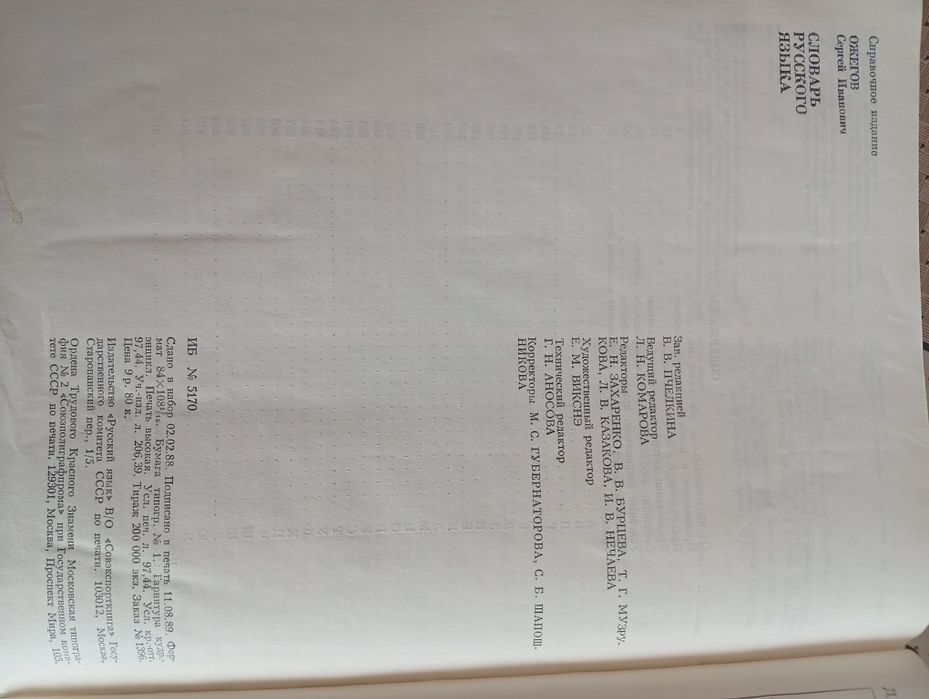 Справочное издание
ОЖЕГОВ
Сергей Иванович
СЛОВАРЬ
РУССКОГО
ЯЗЫКА
Зав. редакцией
В. В. ПЧЕЛКИНА
Ведущий редактор
Л. Н. КОМАРОВА
Редакторы
Е. Н. ЗАХАРЕНКО, В. В. БУРЦЕВА, Т. Г. МУЗРУ-
КОВА, Л. В. КАЗАКОВА, И. В. НЕЧАЕВА
Художественный редактор
Е. М. ВИКСНЭ
Технический редактор
Г. Н. АНОСОВА
Корректоры М. С. ГУБЕРНАТОРОВА, С. Б. ШАПОШ-
НИКОВА
ИБ № 5170
Сдано в набор 02.02.88. Подписано в печать 11.08.89. Фор-
мат 84×108¹/₁₆. Бумага типогр. № 1. Гарнитура кудр.-
энцикл. Печать высокая. Усл. печ. л. 97,44. Усл. кр.-отт.
97,44. Уч.-изд. л. 206,39. Тираж 200 000 экз. Заказ № 1396.
Цена 9 р. 80 к.
Издательство «Русский язык» В/О «Совэкспорткнига» Госу-
дарственного комитета СССР по печати. 103012, Москва,
Старопанский пер., 1/5.
Ордена Трудового Красного Знамени Московская типогра-
фия № 2 «Союзполиграфпрома» при Государственном коми-
тете СССР по печати. 129301, Москва, Проспект Мира, 105.